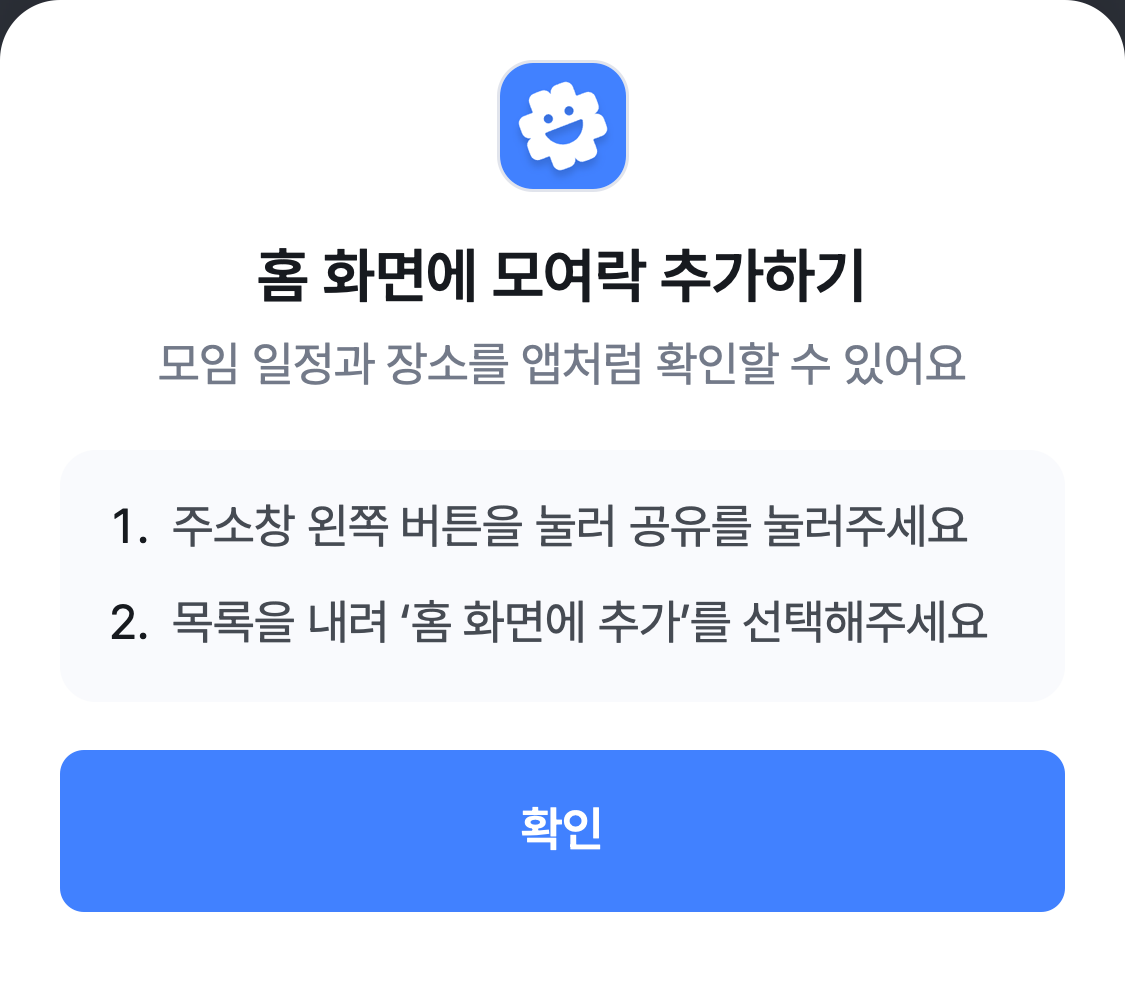 홈 화면에 모여락 추가하기
모임 일정과 장소를 앱처럼 확인할 수 있어요
1. 주소창 왼쪽 버튼을 눌러 공유를 눌러주세요
2. 목록을 내려 ‘홈 화면에 추가’를 선택해주세요
확인